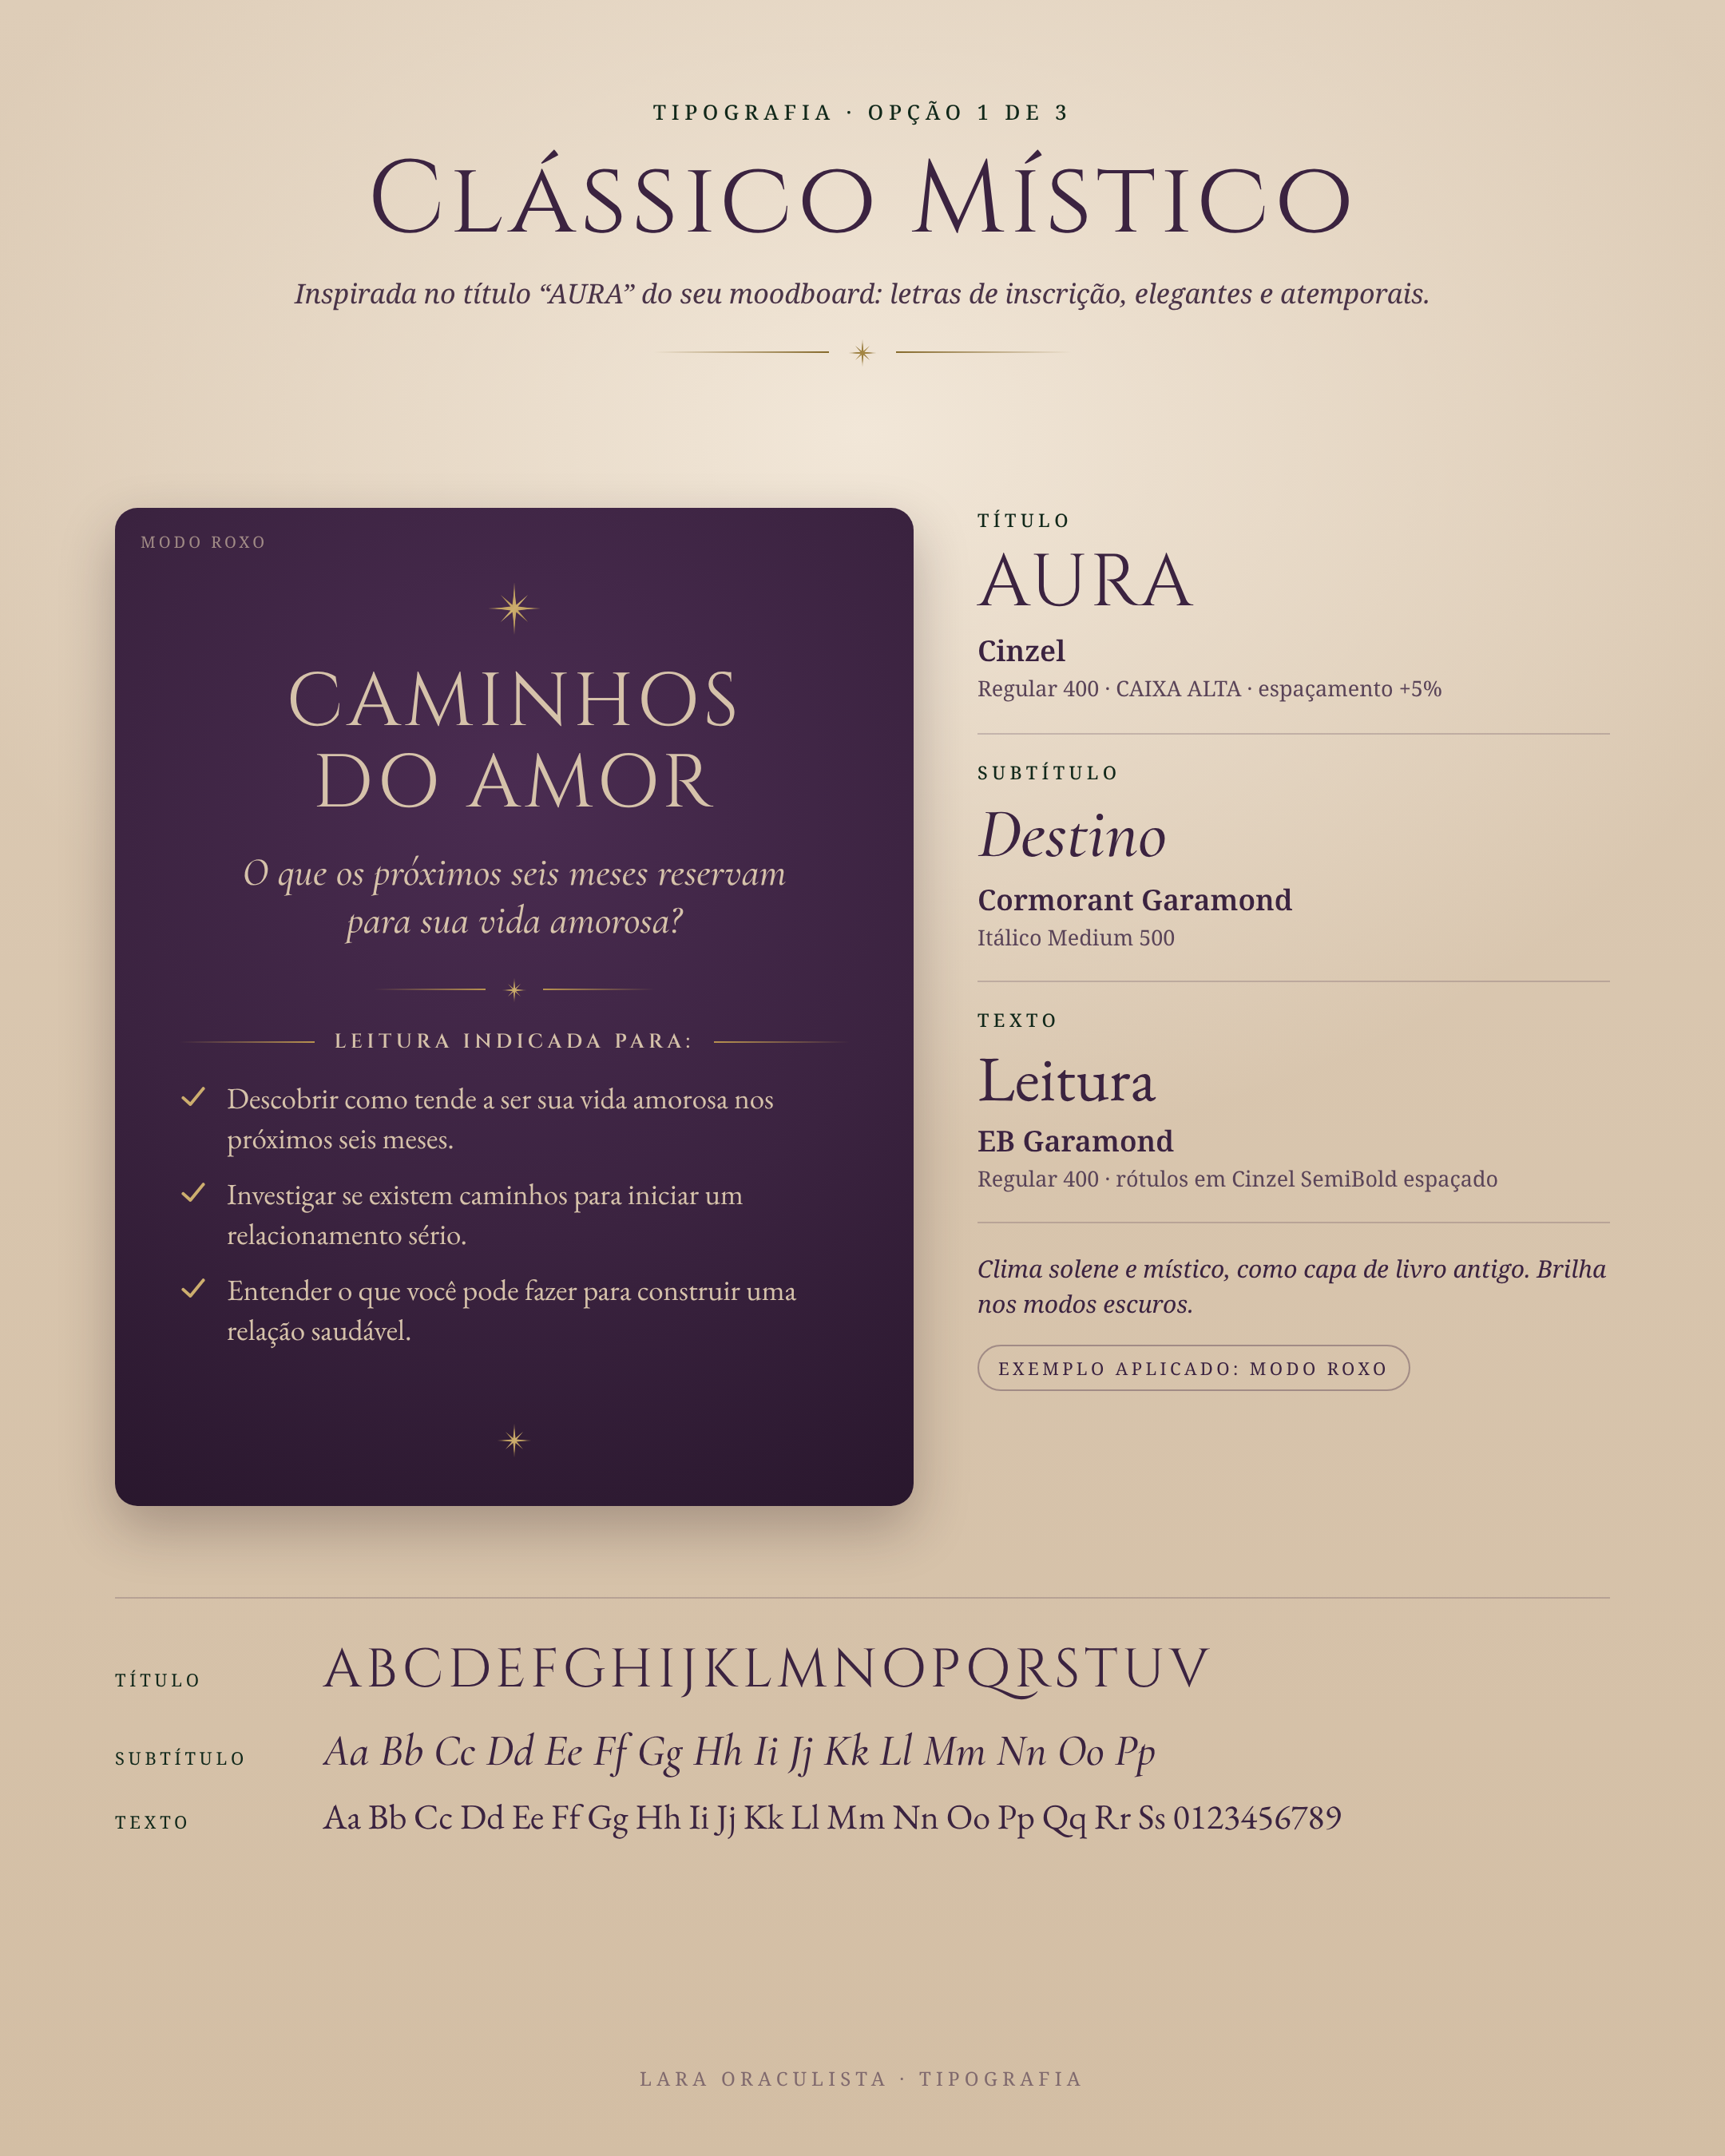 TIPOGRAFIA · OPÇÃO 1 DE 3
Clássico Místico
Inspirada no título “AURA” do seu moodboard: letras de inscrição, elegantes e atemporais.
MODO ROXO
CAMINHOS
DO AMOR
O que os próximos seis meses reservam
para sua vida amorosa?
LEITURA INDICADA PARA:
Descobrir como tende a ser sua vida amorosa nos
próximos seis meses.
Investigar se existem caminhos para iniciar um
relacionamento sério.
Entender o que você pode fazer para construir uma
relação saudável.
TÍTULO
AURA
Cinzel
Regular 400 · CAIXA ALTA · espaçamento +5%
SUBTÍTULO
Destino
Cormorant Garamond
Itálico Medium 500
TEXTO
Leitura
EB Garamond
Regular 400 · rótulos em Cinzel SemiBold espaçado
Clima solene e místico, como capa de livro antigo. Brilha
nos modos escuros.
EXEMPLO APLICADO: MODO ROXO
TÍTULO ABCDEFGHIJKLMNOPQRSTUV
SUBTÍTULO Aa Bb Cc Dd Ee Ff Gg Hh Ii Jj Kk Ll Mm Nn Oo Pp
TEXTO Aa Bb Cc Dd Ee Ff Gg Hh Ii Jj Kk Ll Mm Nn Oo Pp Qq Rr Ss 0123456789
LARA ORACULISTA · TIPOGRAFIA